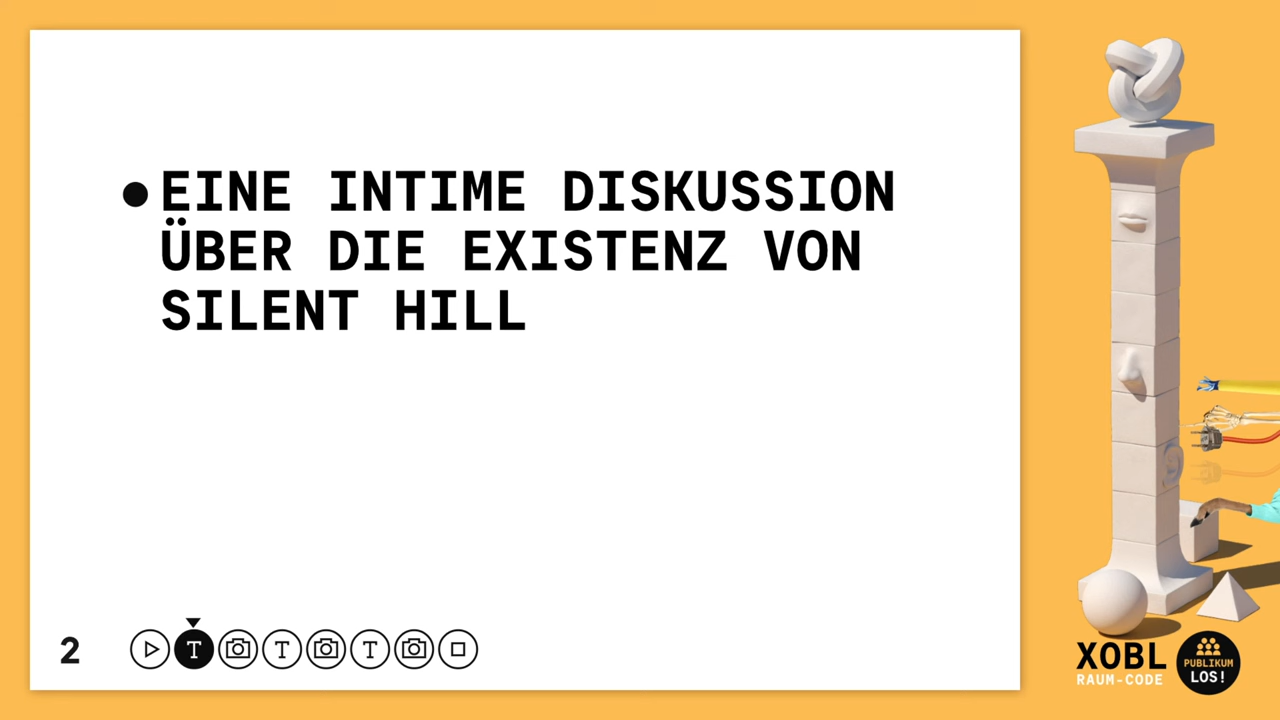 EINE INTIME DISKUSSION
ÜBER DIE EXISTENZ VON
SILENT HILL
2
T
T
T
XOBL
RAUM-CODE
PUBLIKUM
LOS!